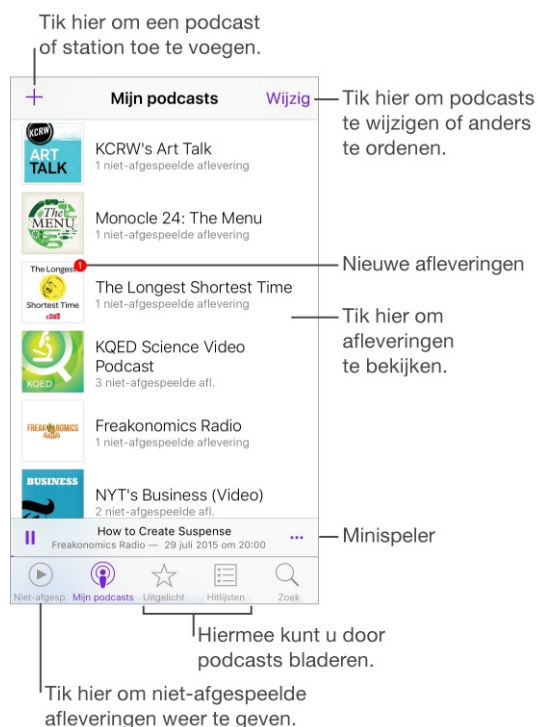 Tik hier om een podcast
of station toe te voegen.
+ Mijn podcasts Wijzig
Tik hier om podcasts
te wijzigen of anders
te ordenen.
KCRW
ART
TALK
KCRW's Art Talk
1 niet-afgespeelde aflevering
The
MENU
Monocle 24: The Menu
1 niet-afgespeelde aflevering
Nieuwe afleveringen
The Longest
1
Shortest Time
The Longest Shortest Time
1 niet-afgespeelde aflevering
Tik hier om
afleveringen
te bekijken.
KQED
KQED Science Video
Podcast
3 niet-afgespeelde afl.
FREAKONOMICS
RADIO
Freakonomics Radio
1 niet-afgespeelde aflevering
BUSINESS
NYT's Business (Video)
2 niet-afgespeelde afl.
How to Create Suspense
Freakonomics Radio — 29 juli 2015 om 20:00
Minispeler
Niet-afgesp. Mijn podcasts Uitgelicht Hitlijsten Zoek
Hiermee kunt u door
podcasts bladeren.
Tik hier om niet-afgespeelde
afleveringen weer te geven.